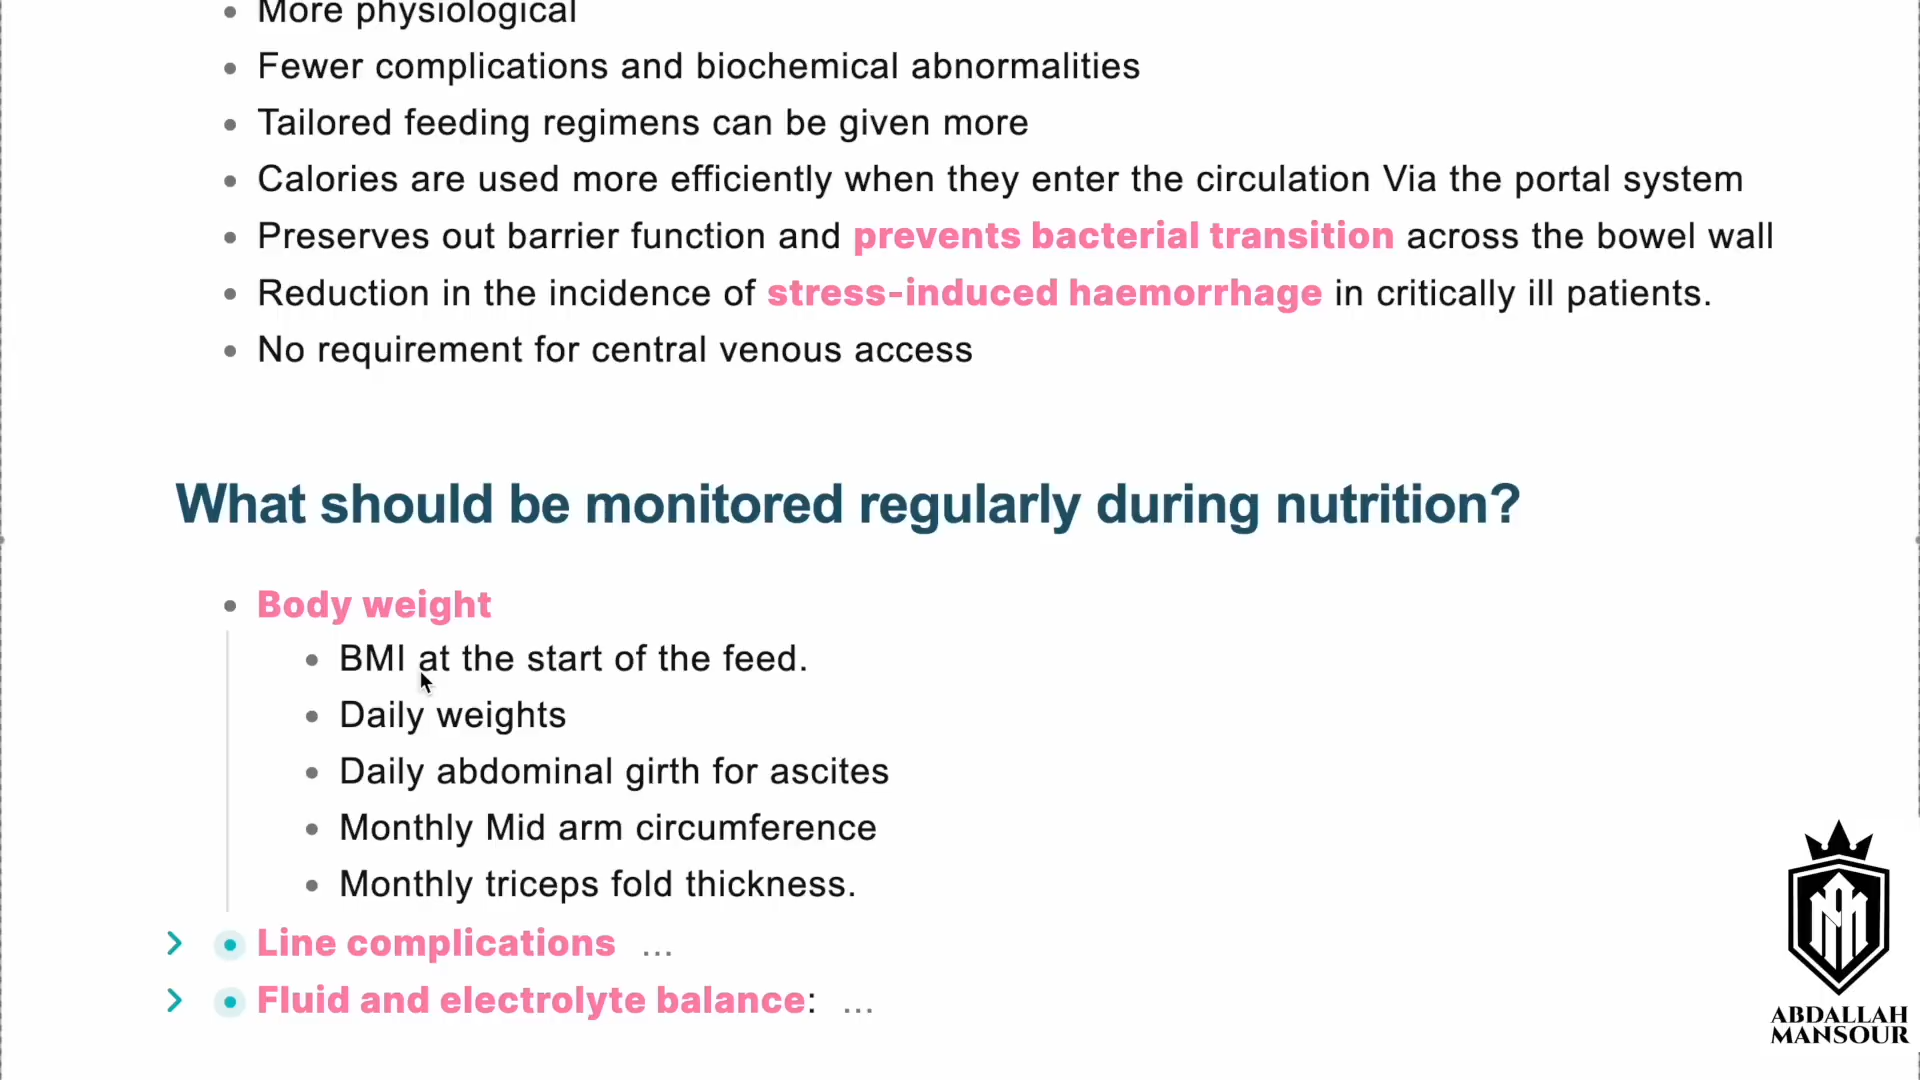 More physiological
Fewer complications and biochemical abnormalities
Tailored feeding regimens can be given more
Calories are used more efficiently when they enter the circulation Via the portal system
Preserves out barrier function and prevents bacterial transition across the bowel wall
Reduction in the incidence of stress-induced haemorrhage in critically ill patients.
No requirement for central venous access
What should be monitored regularly during nutrition?
Body weight
BMI at the start of the feed.
Daily weights
Daily abdominal girth for ascites
Monthly Mid arm circumference
Monthly triceps fold thickness.
Line complications ...
Fluid and electrolyte balance: ...
ABDALLAH
MANSOUR